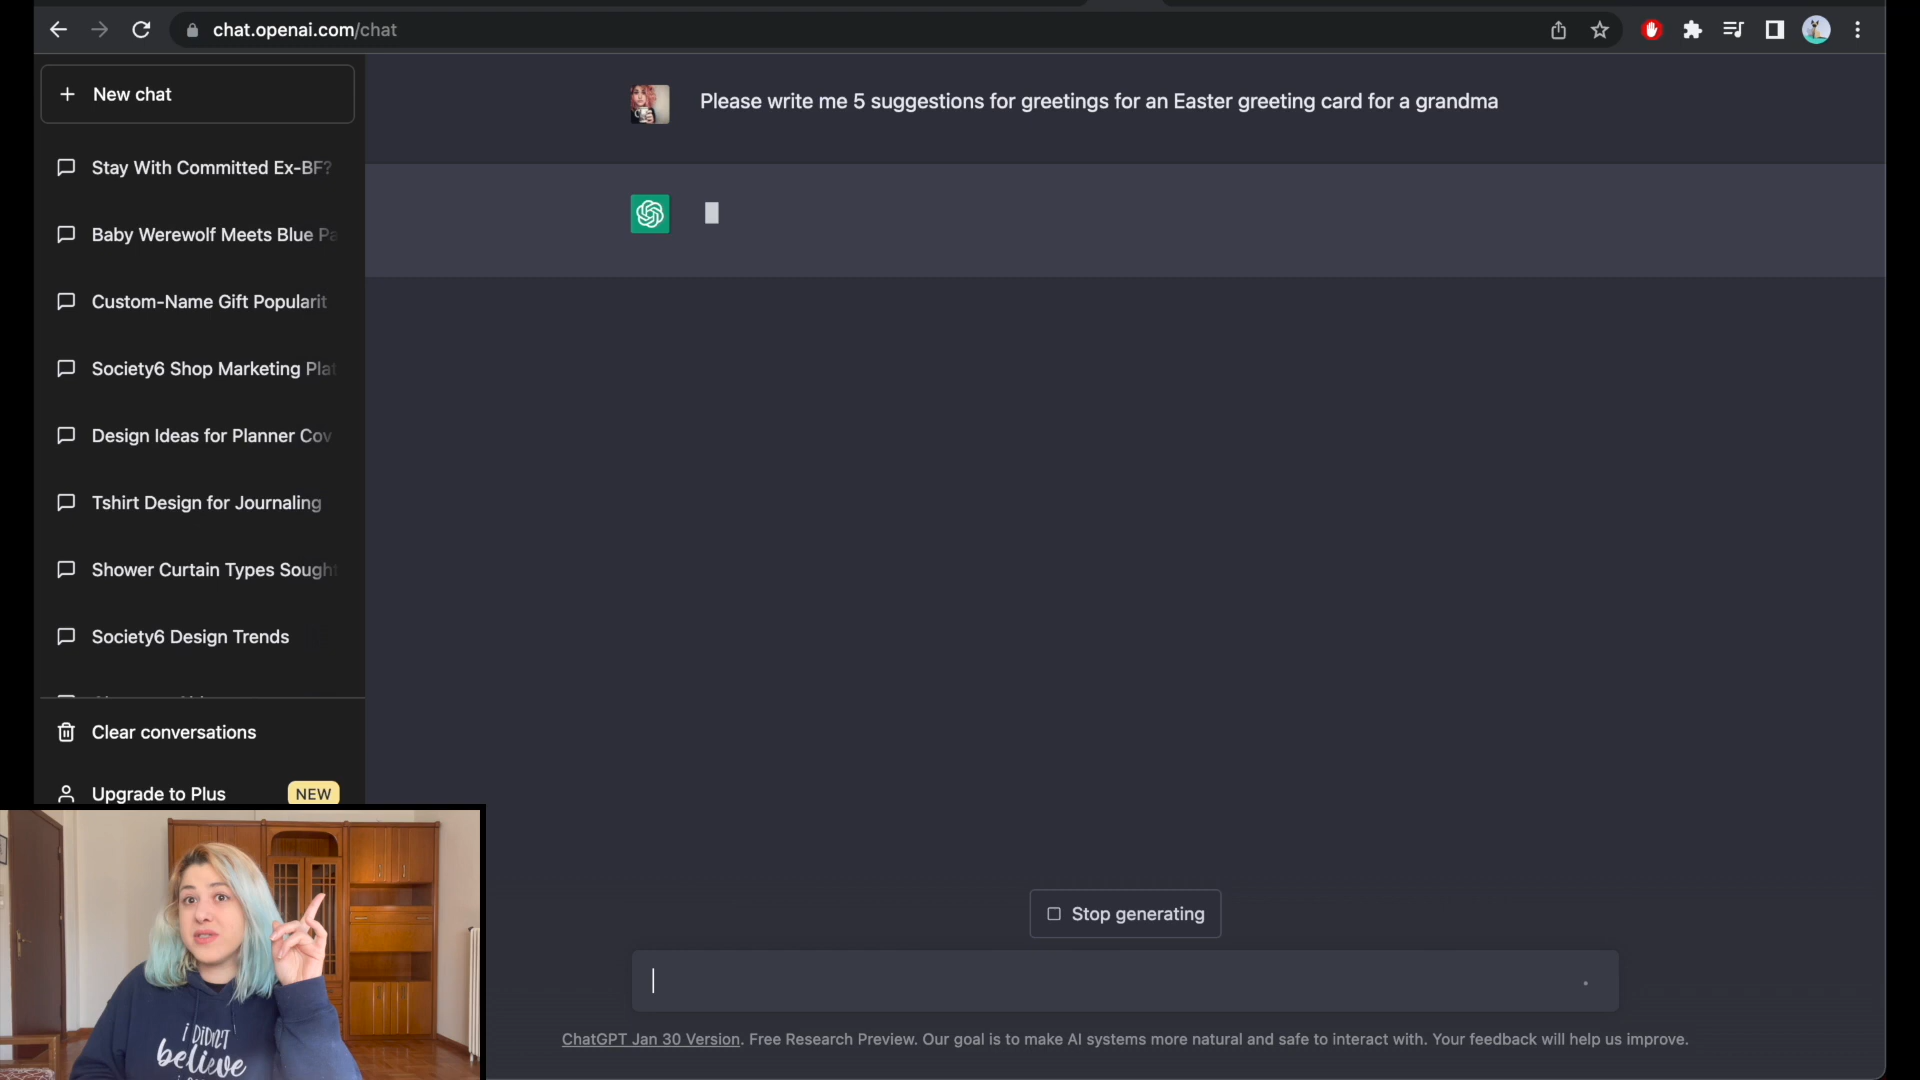 chat.openai.com/chat
New chat
Stay With Committed Ex-BF?
Baby Werewolf Meets Blue Pa
Custom-Name Gift Popularit
Society6 Shop Marketing Plat
Design Ideas for Planner Cov
Tshirt Design for Journaling
Shower Curtain Types Sought
Society6 Design Trends
Clear conversations
Upgrade to Plus NEW
Please write me 5 suggestions for greetings for an Easter greeting card for a grandma
Stop generating
ChatGPT Jan 30 Version. Free Research Preview. Our goal is to make AI systems more natural and safe to interact with. Your feedback will help us improve.
i DIDN'T
believe